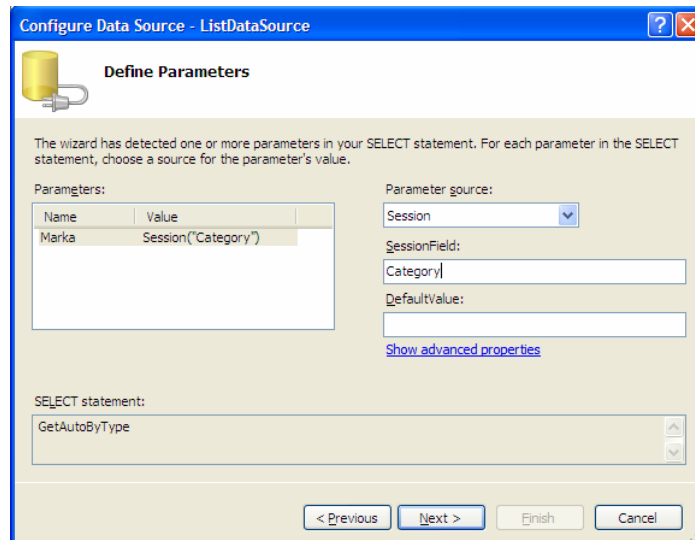 Configure Data Source - ListDataSource
Define Parameters
The wizard has detected one or more parameters in your SELECT statement. For each parameter in the SELECT
statement, choose a source for the parameter's value.
Parameters:
Name Value
Marka Session("Category")
Parameter source:
Session
SessionField:
Category
DefaultValue:
Show advanced properties
SELECT statement:
GetAutoByType
< Previous Next > Finish Cancel